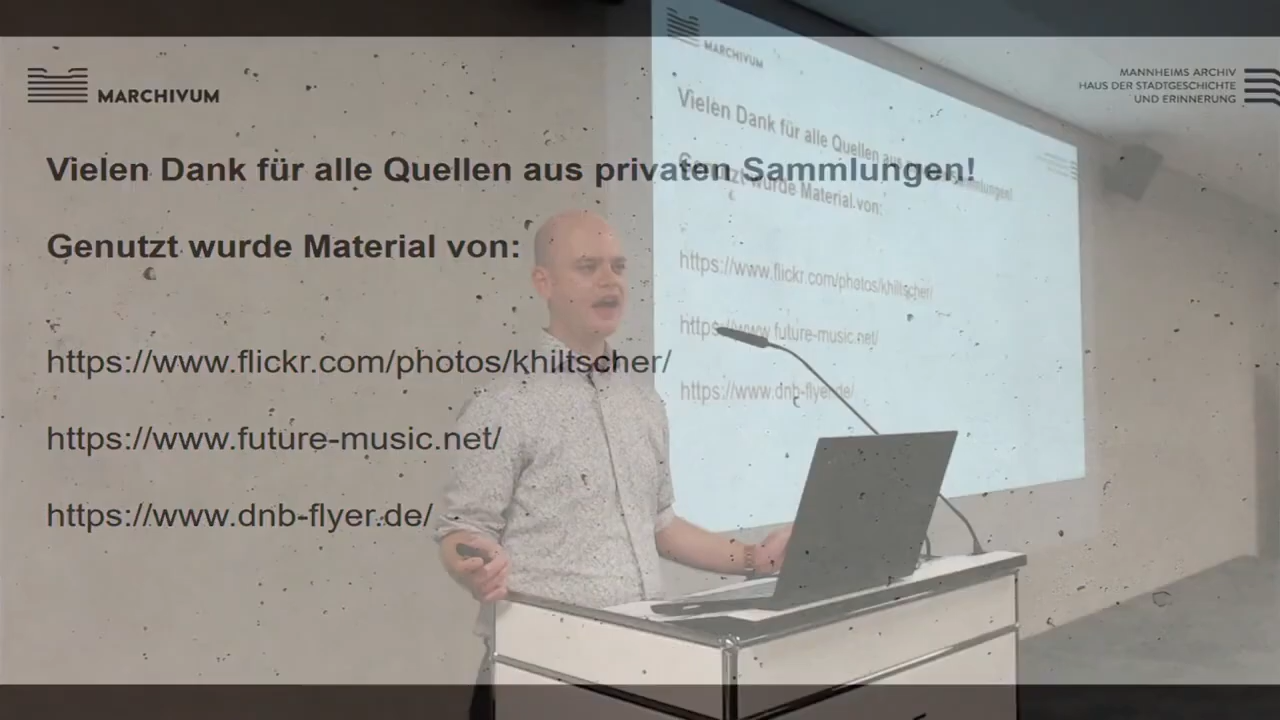 MARCHIVUM
MANNHEIMS ARCHIV
HAUS DER STADTGESCHICHTE
UND ERINNERUNG
Vielen Dank für alle Quellen aus privaten Sammlungen!
Genutzt wurde Material von:
https://www.flickr.com/photos/khiltscher/
https://www.future-music.net/
https://www.dnb-flyer.de/
MARCHIVUM
Vielen Dank für alle Quellen aus privaten Sammlungen!
Genutzt wurde Material von:
https://www.flickr.com/photos/khiltscher/
https://www.future-music.net/
https://www.dnb-flyer.de/